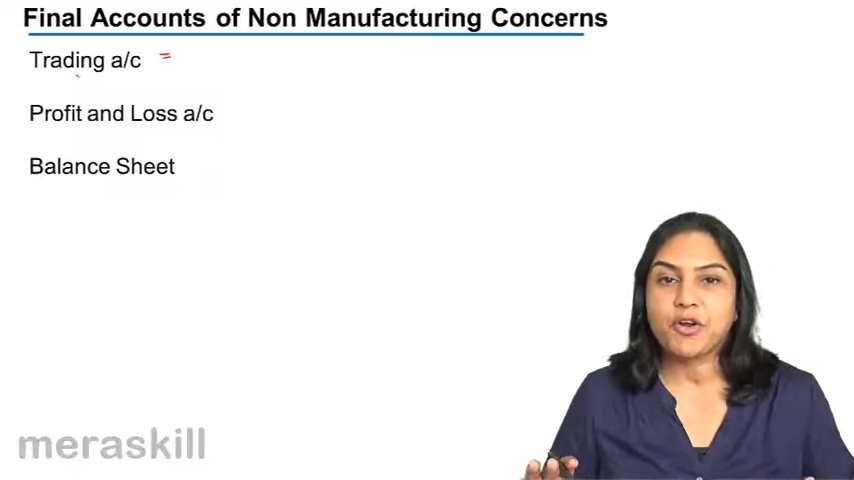 Final Accounts of Non Manufacturing Concerns
Trading a/c =
Profit and Loss a/c
Balance Sheet
meraskill